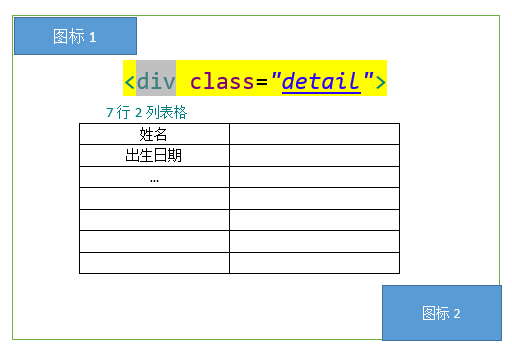 图标 1
<div class="detail">
7 行 2 列表格
姓名
出生日期
...
图标 2